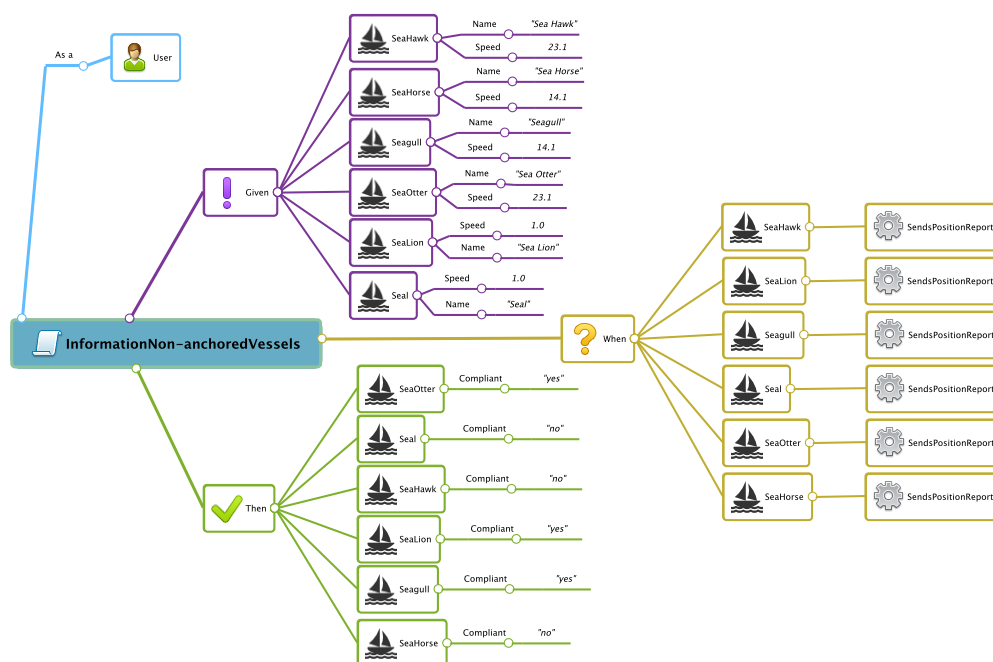 As a
User
Given
SeaHawk
Name "Sea Hawk"
Speed 23.1
SeaHorse
Name "Sea Horse"
Speed 14.1
Seagull
Name "Seagull"
Speed 14.1
SeaOtter
Name "Sea Otter"
Speed 23.1
SeaLion
Speed 1.0
Name "Sea Lion"
Seal
Speed 1.0
Name "Seal"
InformationNon-anchoredVessels
When
SeaHawk SendsPositionReport
SeaLion SendsPositionReport
Seagull SendsPositionReport
Seal SendsPositionReport
SeaOtter SendsPositionReport
SeaHorse SendsPositionReport
Then
SeaOtter Compliant "yes"
Seal Compliant "no"
SeaHawk Compliant "no"
SeaLion Compliant "yes"
Seagull Compliant "yes"
SeaHorse Compliant "no"